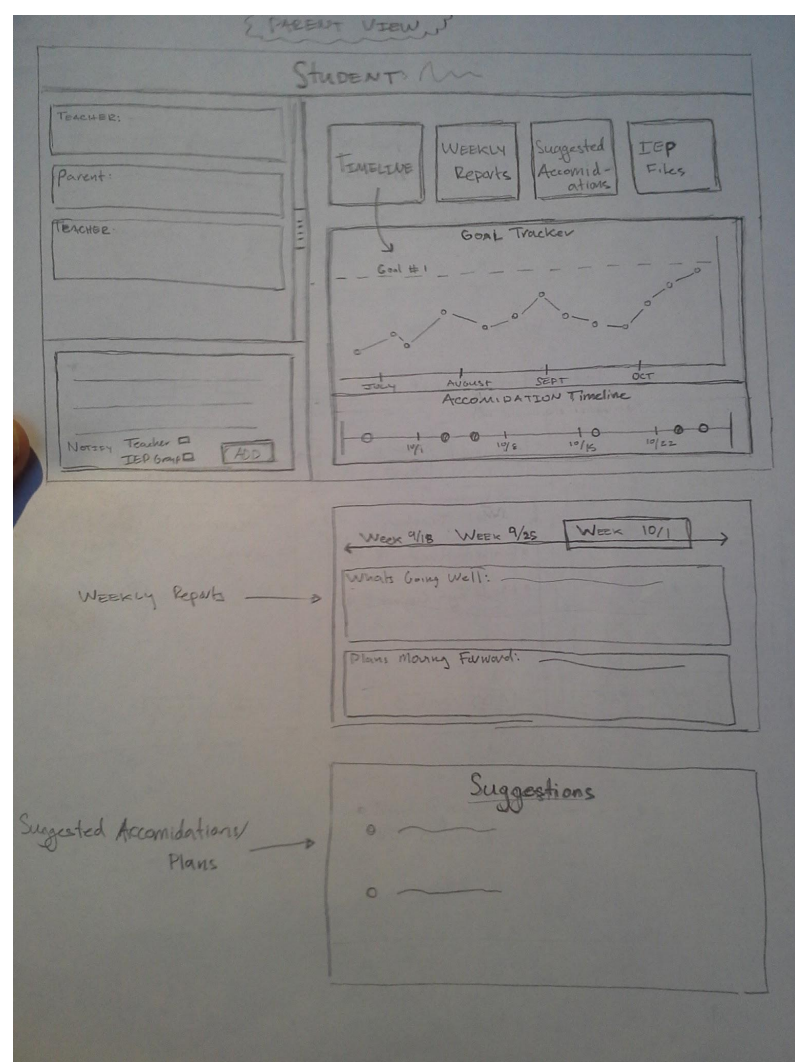 PARENT VIEW
STUDENT:
TEACHER:
Parent:
TEACHER
NOTIFY Teacher
IEP Group
ADD
TIMELINE
WEEKLY
Reports
Suggested
Accomid-
ations
IEP
Files
GOAL Tracker
Goal #1
JULY AUGUST SEPT OCT
ACCOMIDATION Timeline
10/1 10/8 10/15 10/22
WEEKLY Reports
Week 9/18 WEEK 9/25 WEEK 10/1
Whats Going Well:
Plans Moving Forward:
Suggested Accomidations/
Plans
Suggestions